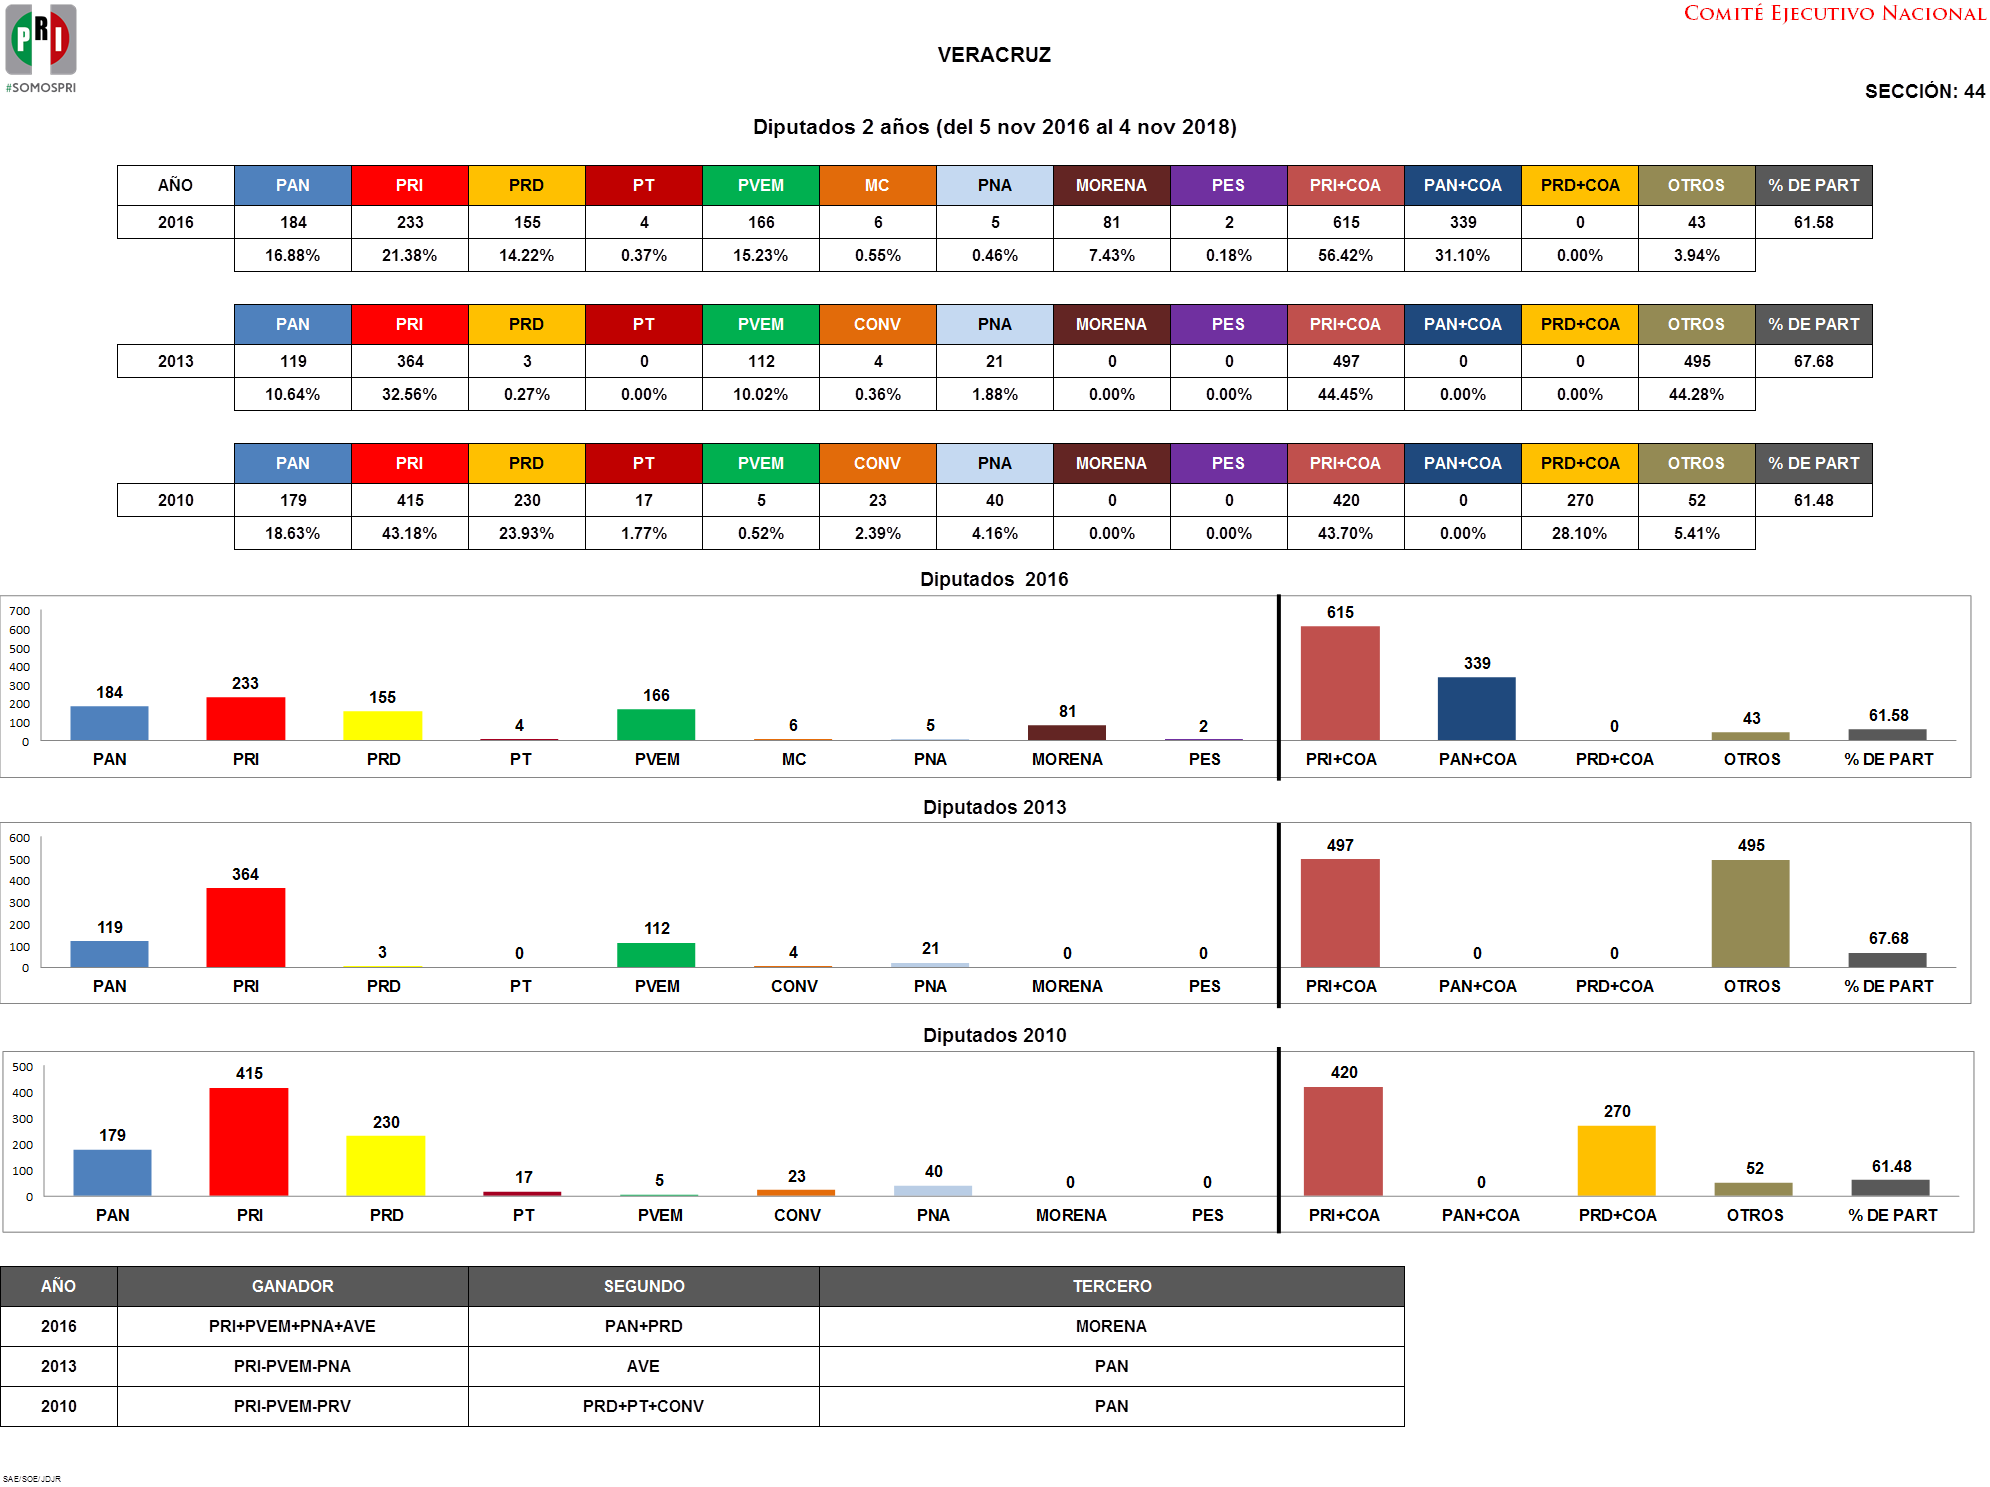 COMITÉ EJECUTIVO NACIONAL
PRI
#SOMOSPRI
VERACRUZ
SECCIÓN: 44
Diputados 2 años (del 5 nov 2016 al 4 nov 2018)
AÑO PAN PRI PRD PT PVEM MC PNA MORENA PES PRI+COA PAN+COA PRD+COA OTROS % DE PART
2016 184 233 155 4 166 6 5 81 2 615 339 0 43 61.58
16.88% 21.38% 14.22% 0.37% 15.23% 0.55% 0.46% 7.43% 0.18% 56.42% 31.10% 0.00% 3.94%
PAN PRI PRD PT PVEM CONV PNA MORENA PES PRI+COA PAN+COA PRD+COA OTROS % DE PART
2013 119 364 3 0 112 4 21 0 0 497 0 0 495 67.68
10.64% 32.56% 0.27% 0.00% 10.02% 0.36% 1.88% 0.00% 0.00% 44.45% 0.00% 0.00% 44.28%
PAN PRI PRD PT PVEM CONV PNA MORENA PES PRI+COA PAN+COA PRD+COA OTROS % DE PART
2010 179 415 230 17 5 23 40 0 0 420 0 270 52 61.48
18.63% 43.18% 23.93% 1.77% 0.52% 2.39% 4.16% 0.00% 0.00% 43.70% 0.00% 28.10% 5.41%
Diputados 2016
700
600
500
400
300
200
100
0
184 233 155 4 166 6 5 81 2 615 339 0 43 61.58
PAN PRI PRD PT PVEM MC PNA MORENA PES PRI+COA PAN+COA PRD+COA OTROS % DE PART
Diputados 2013
600
500
400
300
200
100
0
119 364 3 0 112 4 21 0 0 497 0 0 495 67.68
PAN PRI PRD PT PVEM CONV PNA MORENA PES PRI+COA PAN+COA PRD+COA OTROS % DE PART
Diputados 2010
500
400
300
200
100
0
179 415 230 17 5 23 40 0 0 420 0 270 52 61.48
PAN PRI PRD PT PVEM CONV PNA MORENA PES PRI+COA PAN+COA PRD+COA OTROS % DE PART
AÑO GANADOR SEGUNDO TERCERO
2016 PRI+PVEM+PNA+AVE PAN+PRD MORENA
2013 PRI-PVEM-PNA AVE PAN
2010 PRI-PVEM-PRV PRD+PT+CONV PAN
SAE/SOE/JDJR